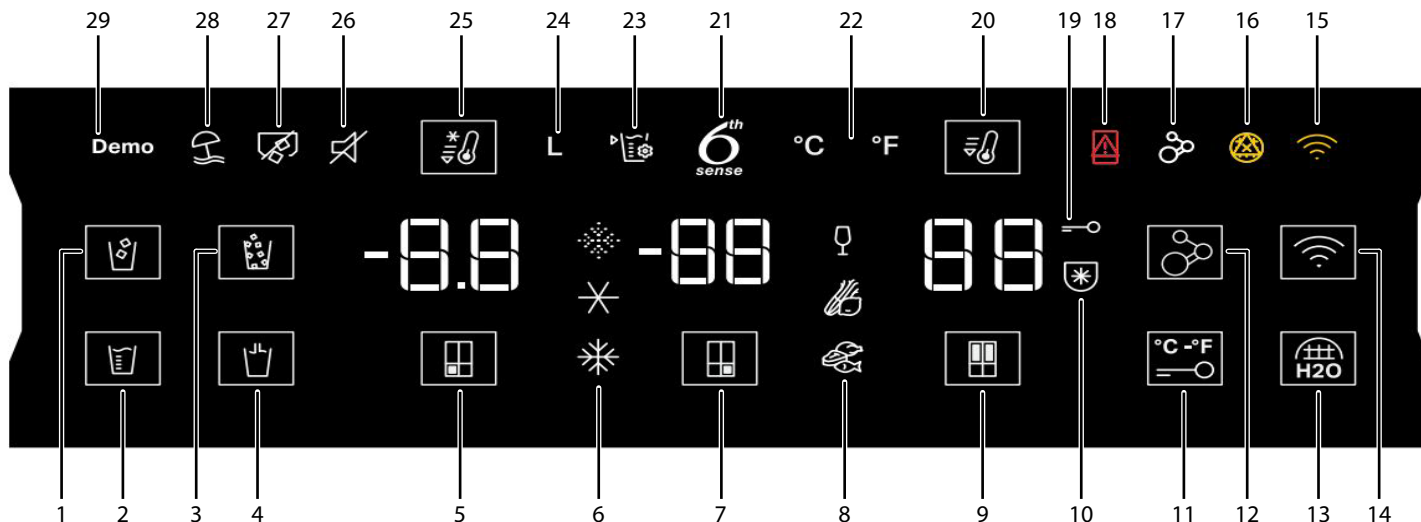 29 28 27 26 25 24 23 21 22 20 19 18 17 16 15
Demo L 6th sense °C °F
-8.8 -88 88
°C -°F
H2O
1 2 3 4 5 6 7 8 9 10 11 12 13 14